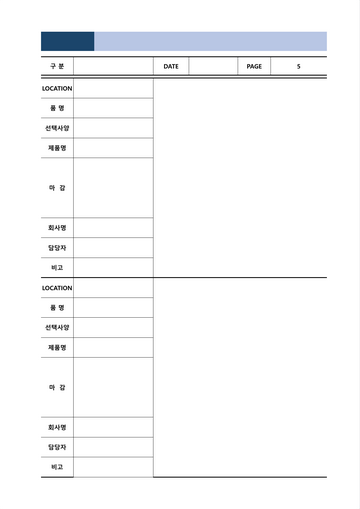 구 분 DATE PAGE 5
LOCATION
품 명
선택사양
제품명
마 감
회사명
담당자
비고
LOCATION
품 명
선택사양
제품명
마 감
회사명
담당자
비고